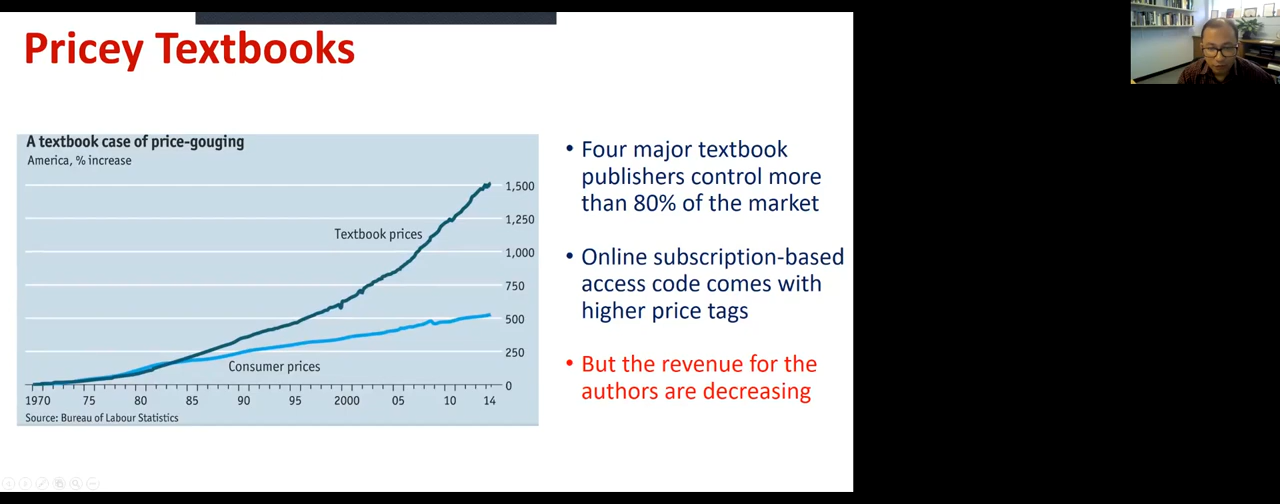 Pricey Textbooks
A textbook case of price-gouging
America, % increase
1,500
1,250
Textbook prices
1,000
750
500
250
Consumer prices
0
1970 75 80 85 90 95 2000 05 10 14
Source: Bureau of Labour Statistics
• Four major textbook
publishers control more
than 80% of the market
• Online subscription-based
access code comes with
higher price tags
• But the revenue for the
authors are decreasing